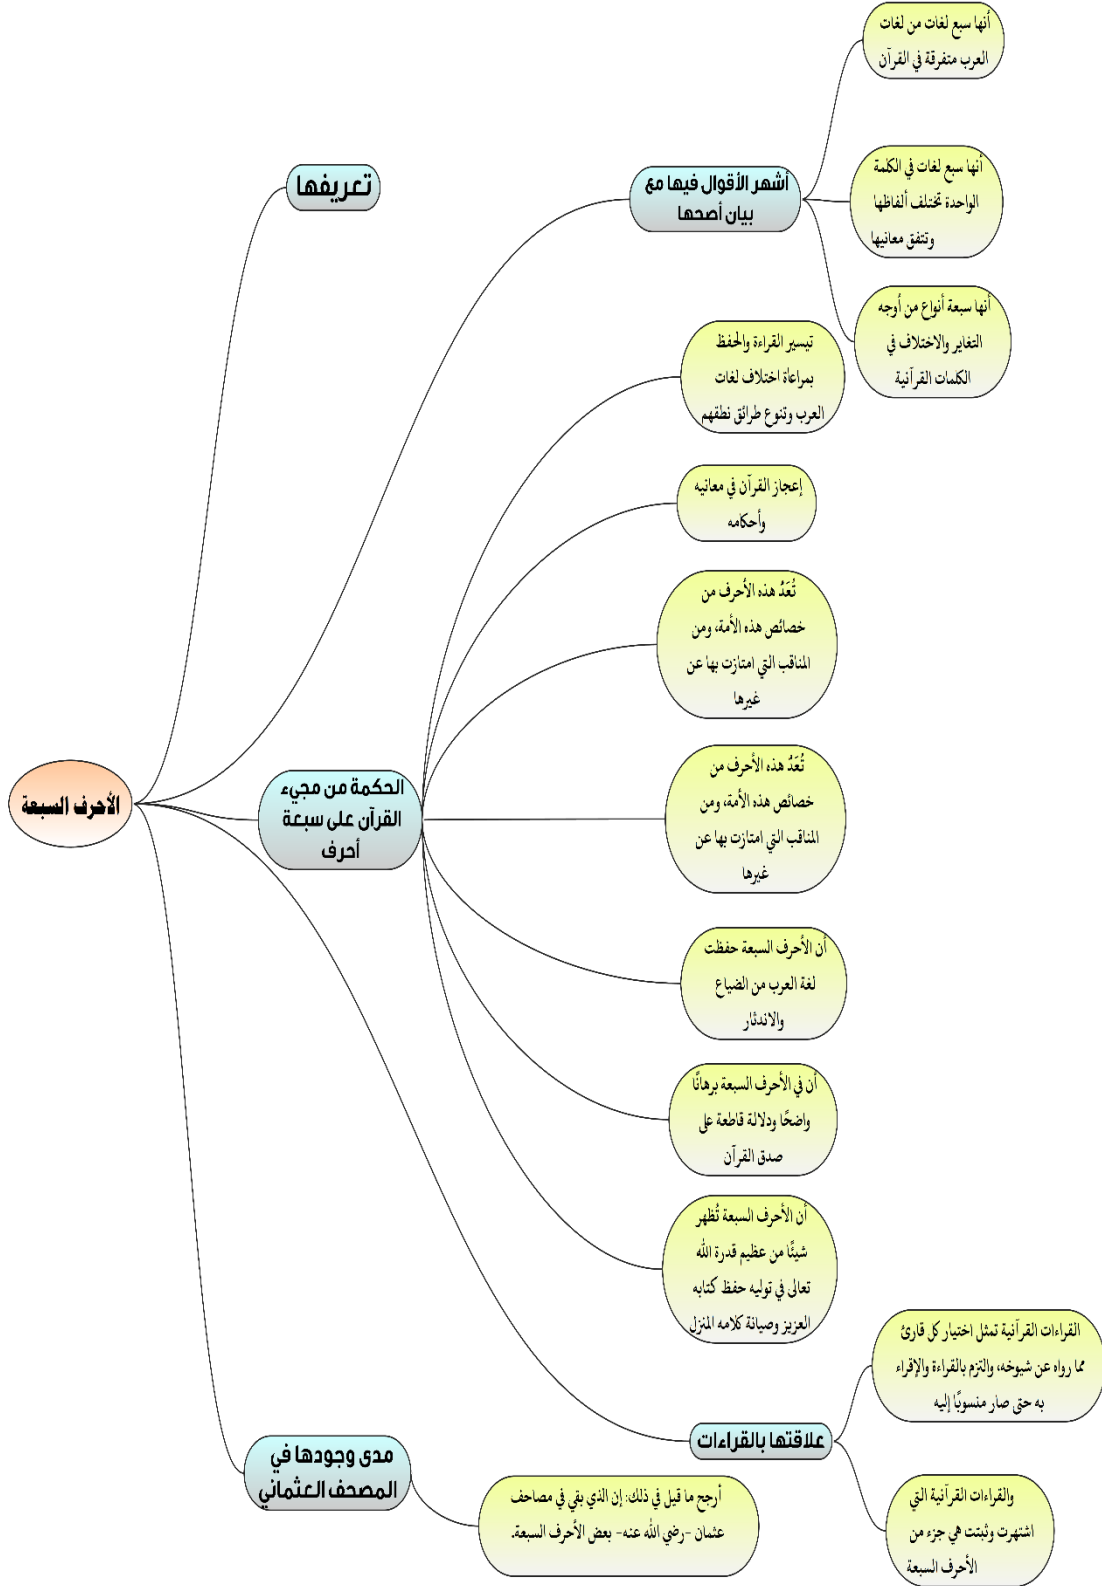 الأحرف السبعة
تعريفها
أشهر الأقوال فيها مع
بيان أصحها
أنها سبع لغات من لغات
العرب متفرقة في القرآن
أنها سبع لغات في الكلمة
الواحدة تختلف ألفاظها
وتتفق معانيها
أنها سبعة أنواع من أوجه
التغاير والاختلاف في
الكلمات القرآنية
الحكمة من مجيء
القرآن على سبعة
أحرف
تيسير القراءة والحفظ
بمراعاة اختلاف لغات
العرب وتنوع طرائق نطقهم
إعجاز القرآن في معانيه
وأحكامه
تُعَدُّ هذه الأحرف من
خصائص هذه الأمة، ومن
المناقب التي امتازت بها عن
غيرها
تُعَدُّ هذه الأحرف من
خصائص هذه الأمة، ومن
المناقب التي امتازت بها عن
غيرها
أن الأحرف السبعة حفظت
لغة العرب من الضياع
والاندثار
أن في الأحرف السبعة برهانًا
واضحًا ودلالة قاطعة على
صدق القرآن
أن الأحرف السبعة تُظهر
شيئًا من عظيم قدرة الله
تعالى في توليه حفظ كتابه
العزيز وصيانة كلامه المنزل
علاقتها بالقراءات
القراءات القرآنية تمثل اختيار كل قارئ
مما رواه عن شيوخه، والتزم بالقراءة والإقراء
به حتى صار منسوبًا إليه
والقراءات القرآنية التي
اشتهرت وثبتت هي جزء من
الأحرف السبعة
مدى وجودها في
المصحف العثماني
أرجح ما قيل في ذلك: إن الذي بقي في مصاحف
عثمان -رضي الله عنه- بعض الأحرف السبعة.